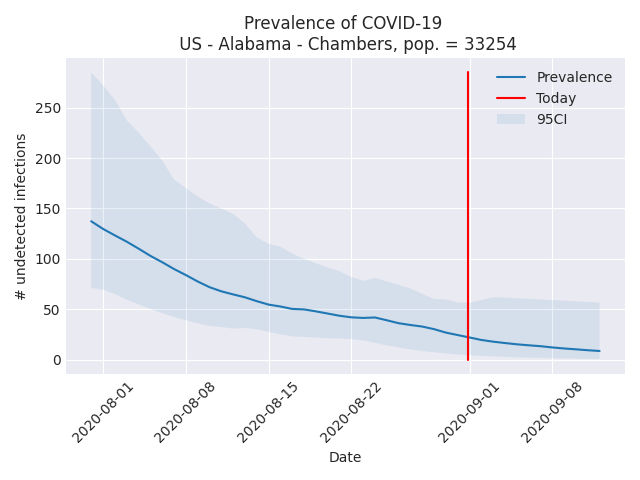 Prevalence of COVID-19
US - Alabama - Chambers, pop. = 33254
Prevalence
Today
95CI
# undetected infections
250
200
150
100
50
0
2020-08-01
2020-08-08
2020-08-15
2020-08-22
2020-09-01
2020-09-08
Date